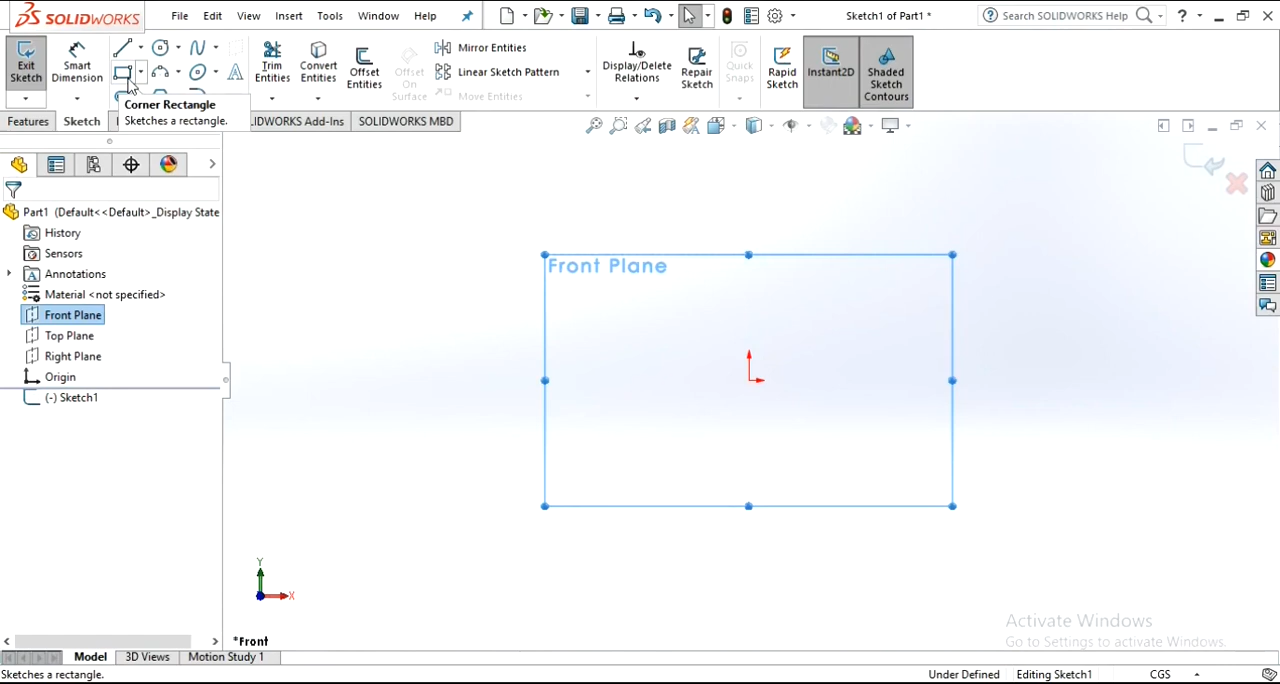 SOLIDWORKS
File Edit View Insert Tools Window Help
Sketch1 of Part1 *
Search SOLIDWORKS Help
?
Exit Sketch
Smart Dimension
Trim Entities
Convert Entities
Offset Entities
Offset On Surface
Mirror Entities
Linear Sketch Pattern
Move Entities
Display/Delete Relations
Repair Sketch
Quick Snaps
Rapid Sketch
Instant2D
Shaded Sketch Contours
Corner Rectangle
Sketches a rectangle.
Features Sketch
LIDWORKS Add-Ins SOLIDWORKS MBD
Part1 (Default<<Default>_Display State
History
Sensors
Annotations
Material <not specified>
Front Plane
Top Plane
Right Plane
Origin
(-) Sketch1
Front Plane
Y
X
*Front
Activate Windows
Go to Settings to activate Windows.
Model 3D Views Motion Study 1
Sketches a rectangle.
Under Defined Editing Sketch1 CGS